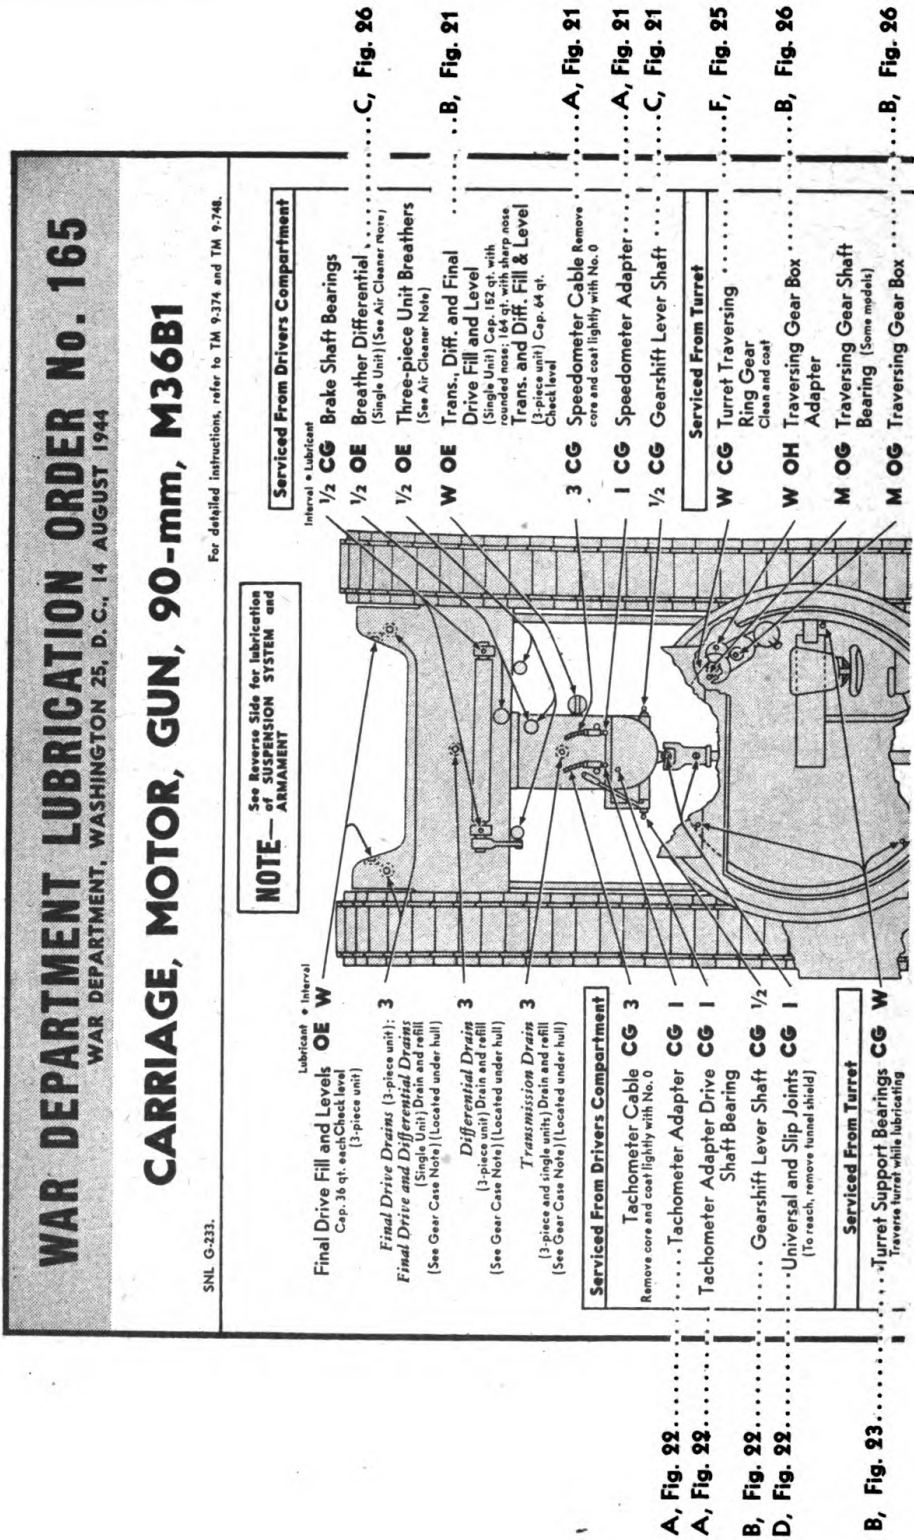 WAR DEPARTMENT LUBRICATION ORDER No. 165
WAR DEPARTMENT, WASHINGTON 25, D. C., 14 AUGUST 1944
CARRIAGE, MOTOR, GUN, 90-mm, M36B1
SNL G-233.
For detailed instructions, refer to TM 9-374 and TM 9-748.
NOTE—
See Reverse Side for lubrication
of SUSPENSION SYSTEM and
ARMAMENT
Lubricant • Interval
Final Drive Fill and Levels OE W
Cap. 36 qt. each Check level
(3-piece unit)
Final Drive Drains (3-piece unit): 3
Final Drive and Differential Drains
(Single Unit) Drain and refill
(See Gear Case Note) (Located under hull)
Differential Drain 3
(3-piece unit) Drain and refill
(See Gear Case Note) (Located under hull)
Transmission Drain 3
(3-piece and single units) Drain and refill
(See Gear Case Note) (Located under hull)
Serviced From Drivers Compartment
Tachometer Cable CG 3
Remove core and coat lightly with No. 0
A, Fig. 22 Tachometer Adapter CG 1
A, Fig. 22 Tachometer Adapter Drive CG 1
Shaft Bearing
B, Fig. 22 Gearshift Lever Shaft CG 1/2
D, Fig. 22 Universal and Slip Joints CG 1
(To reach, remove tunnel shield)
Serviced From Turret
B, Fig. 23 Turret Support Bearings CG W
Traverse turret while lubricating
Serviced From Drivers Compartment
Interval • Lubricant
1/2 CG Brake Shaft Bearings
1/2 OE Breather Differential C, Fig. 26
(Single Unit) (See Air Cleaner Note)
1/2 OE Three-piece Unit Breathers
(See Air Cleaner Note)
W OE Trans., Diff. and Final B, Fig. 21
Drive Fill and Level
(Single Unit) Cap. 152 qt. with
rounded nose; 164 qt. with sharp nose
Trans. and Diff. Fill & Level
(3-piece unit) Cap. 64 qt.
Check level
3 CG Speedometer Cable Remove A, Fig. 21
core and coat lightly with No. 0
1 CG Speedometer Adapter A, Fig. 21
1/2 CG Gearshift Lever Shaft C, Fig. 21
Serviced From Turret
W CG Turret Traversing F, Fig. 25
Ring Gear
Clean and coat
W OH Traversing Gear Box B, Fig. 26
Adapter
M OG Traversing Gear Shaft
Bearing (Some models)
M OG Traversing Gear Box B, Fig. 26